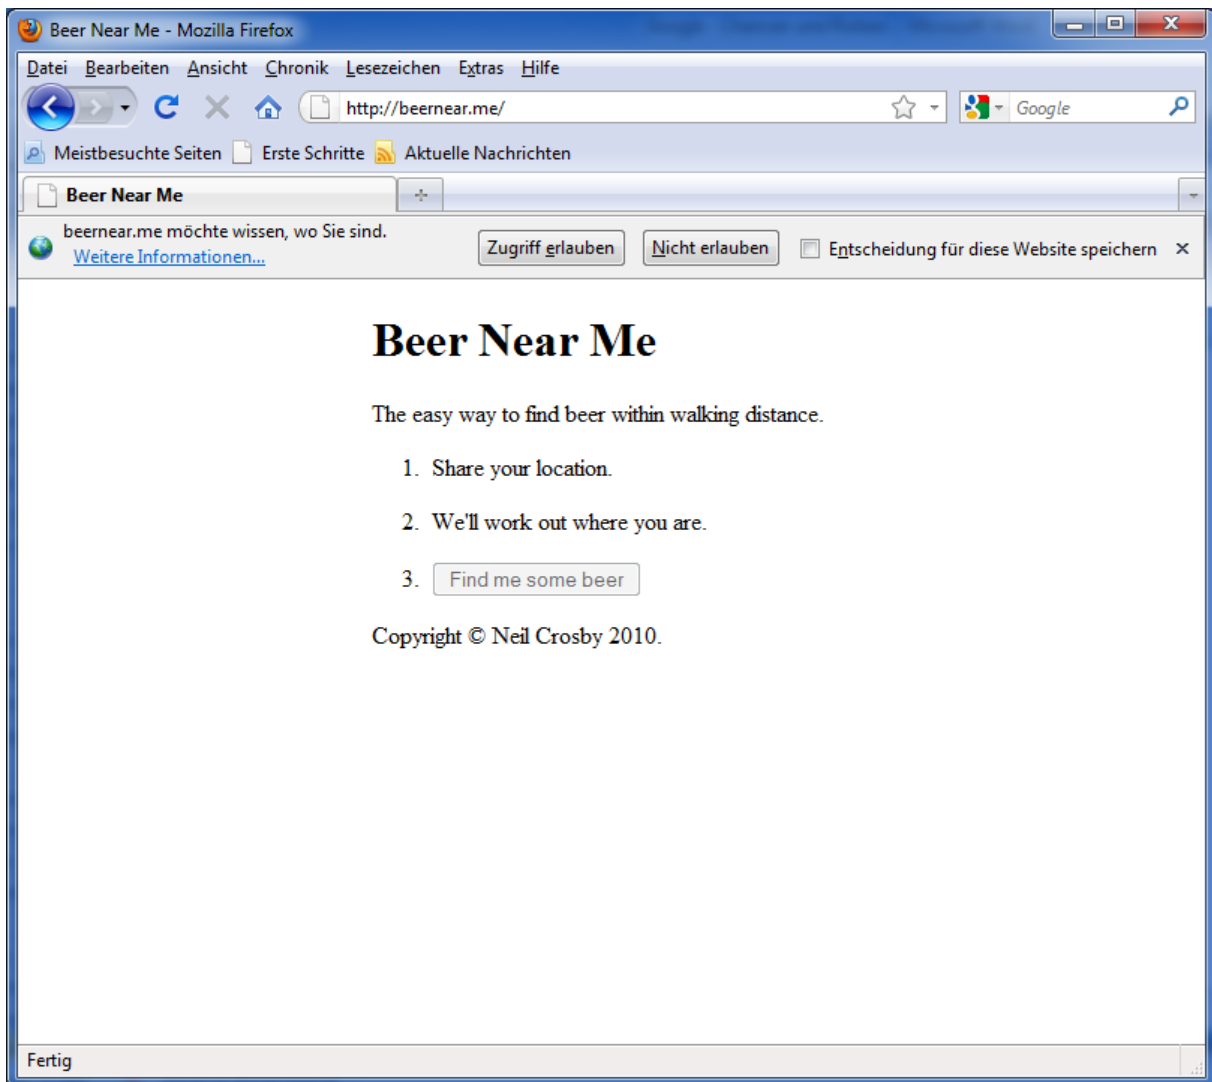 Beer Near Me - Mozilla Firefox
Datei Bearbeiten Ansicht Chronik Lesezeichen Extras Hilfe
http://beernear.me/ Google
Meistbesuchte Seiten Erste Schritte Aktuelle Nachrichten
Beer Near Me
beernear.me möchte wissen, wo Sie sind.
Weitere Informationen... Zugriff erlauben Nicht erlauben Entscheidung für diese Website speichern
Beer Near Me
The easy way to find beer within walking distance.
1. Share your location.
2. We'll work out where you are.
3. Find me some beer
Copyright © Neil Crosby 2010.
Fertig